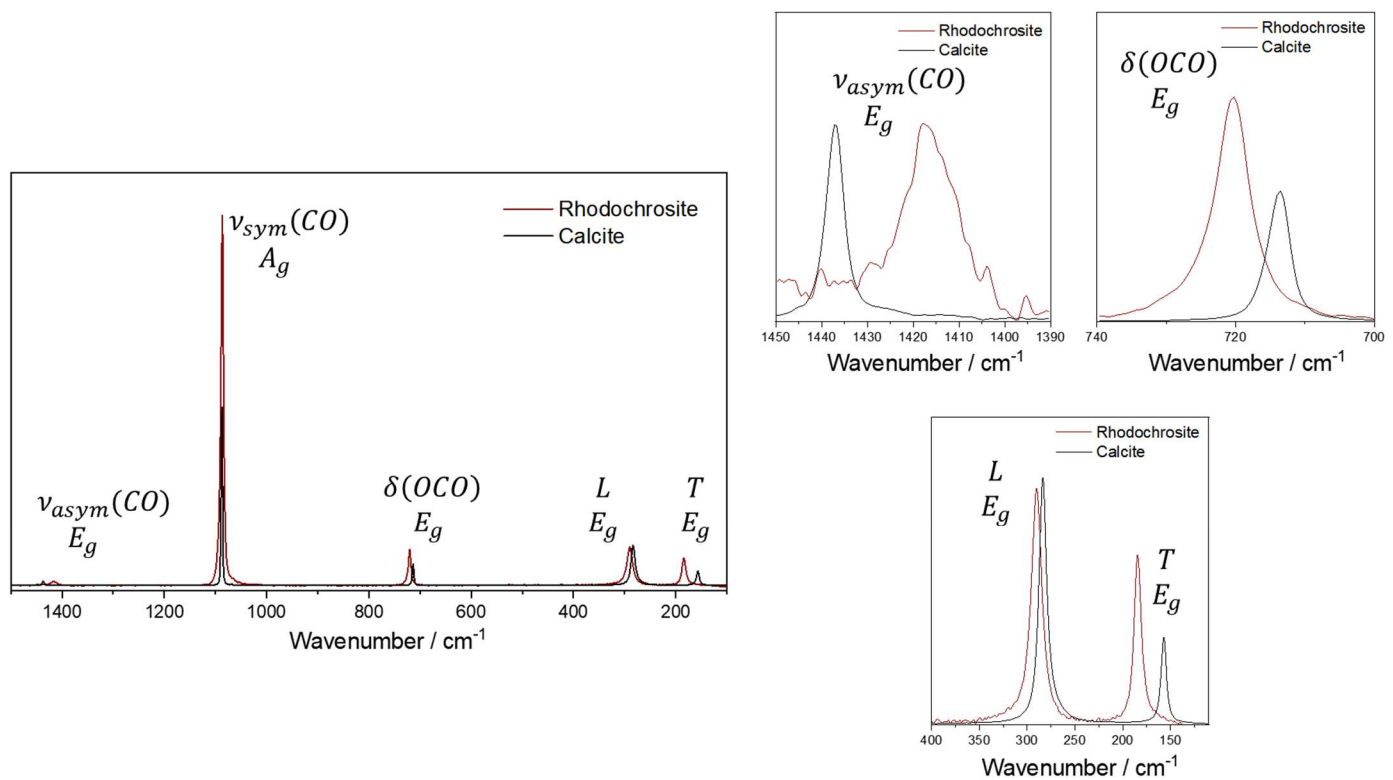 Rhodochrosite
Calcite
ν_sym(CO)
A_g
ν_asym(CO)
E_g
δ(OCO)
E_g
L
E_g
T
E_g
1400 1200 1000 800 600 400 200
Wavenumber / cm⁻¹
Rhodochrosite
Calcite
ν_asym(CO)
E_g
1450 1440 1430 1420 1410 1400 1390
Wavenumber / cm⁻¹
Rhodochrosite
Calcite
δ(OCO)
E_g
740 720 700
Wavenumber / cm⁻¹
Rhodochrosite
Calcite
L
E_g
T
E_g
400 350 300 250 200 150
Wavenumber / cm⁻¹